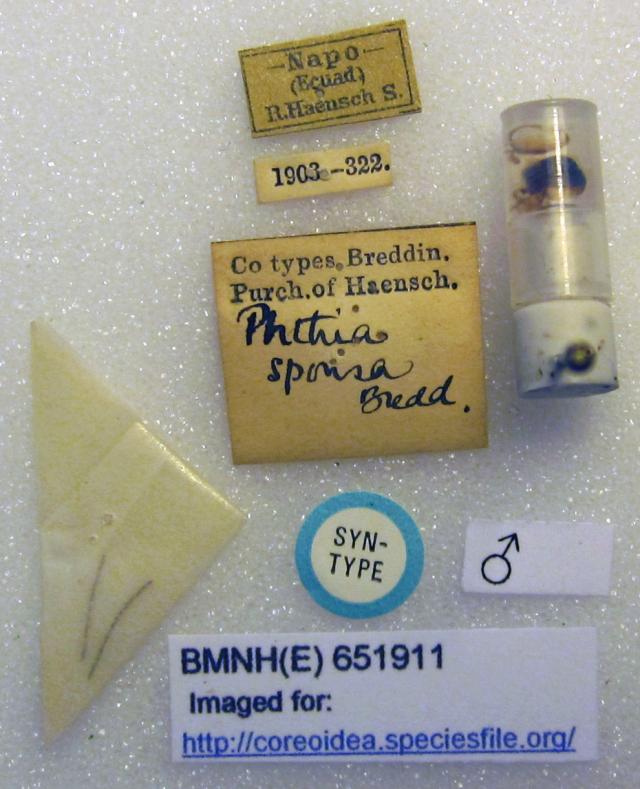 —Napo—
(Ecuad)
R.Haensch S.
1903.—322.
Co types. Breddin.
Purch. of Haensch.
Phthia
sponsa
Bredd.
SYN-
TYPE
♂
BMNH(E) 651911
Imaged for:
http://coreoidea.speciesfile.org/